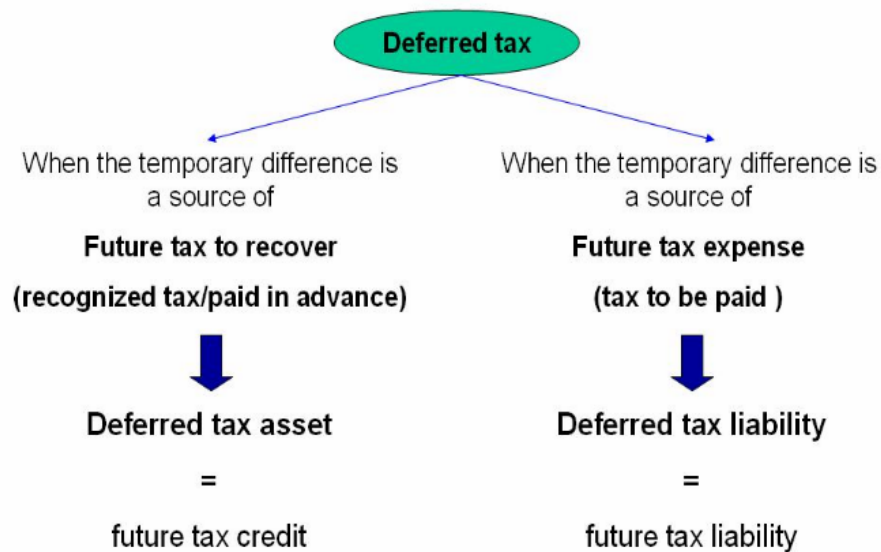 Deferred tax
When the temporary difference is
a source of
Future tax to recover
(recognized tax/paid in advance)
Deferred tax asset
=
future tax credit
When the temporary difference is
a source of
Future tax expense
(tax to be paid )
Deferred tax liability
=
future tax liability